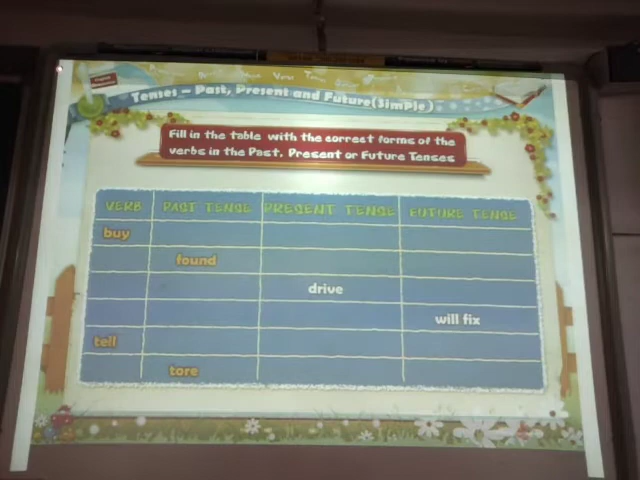 Tenses - Past, Present and Future(Simple)
Fill in the table with the correct forms of the
verbs in the Past, Present or Future Tenses
VERB PAST TENSE PRESENT TENSE FUTURE TENSE
buy
found
drive
will fix
tell
tore